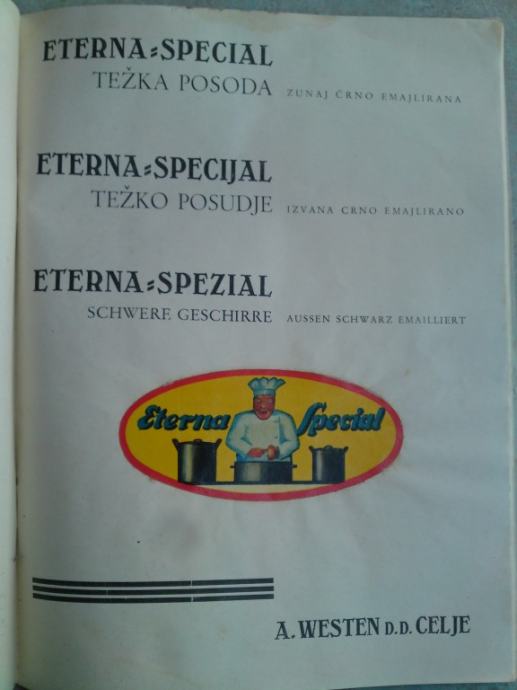 ETERNA=SPECIAL
TEŽKA POSODA ZUNAJ ČRNO EMAJLIRANA
ETERNA=SPECIJAL
TEŽKO POSUDJE IZVANA CRNO EMAJLIRANO
ETERNA=SPEZIAL
SCHWERE GESCHIRRE AUSSEN SCHWARZ EMAILLIERT
Eterna Special
A. WESTEN D.D. CELJE